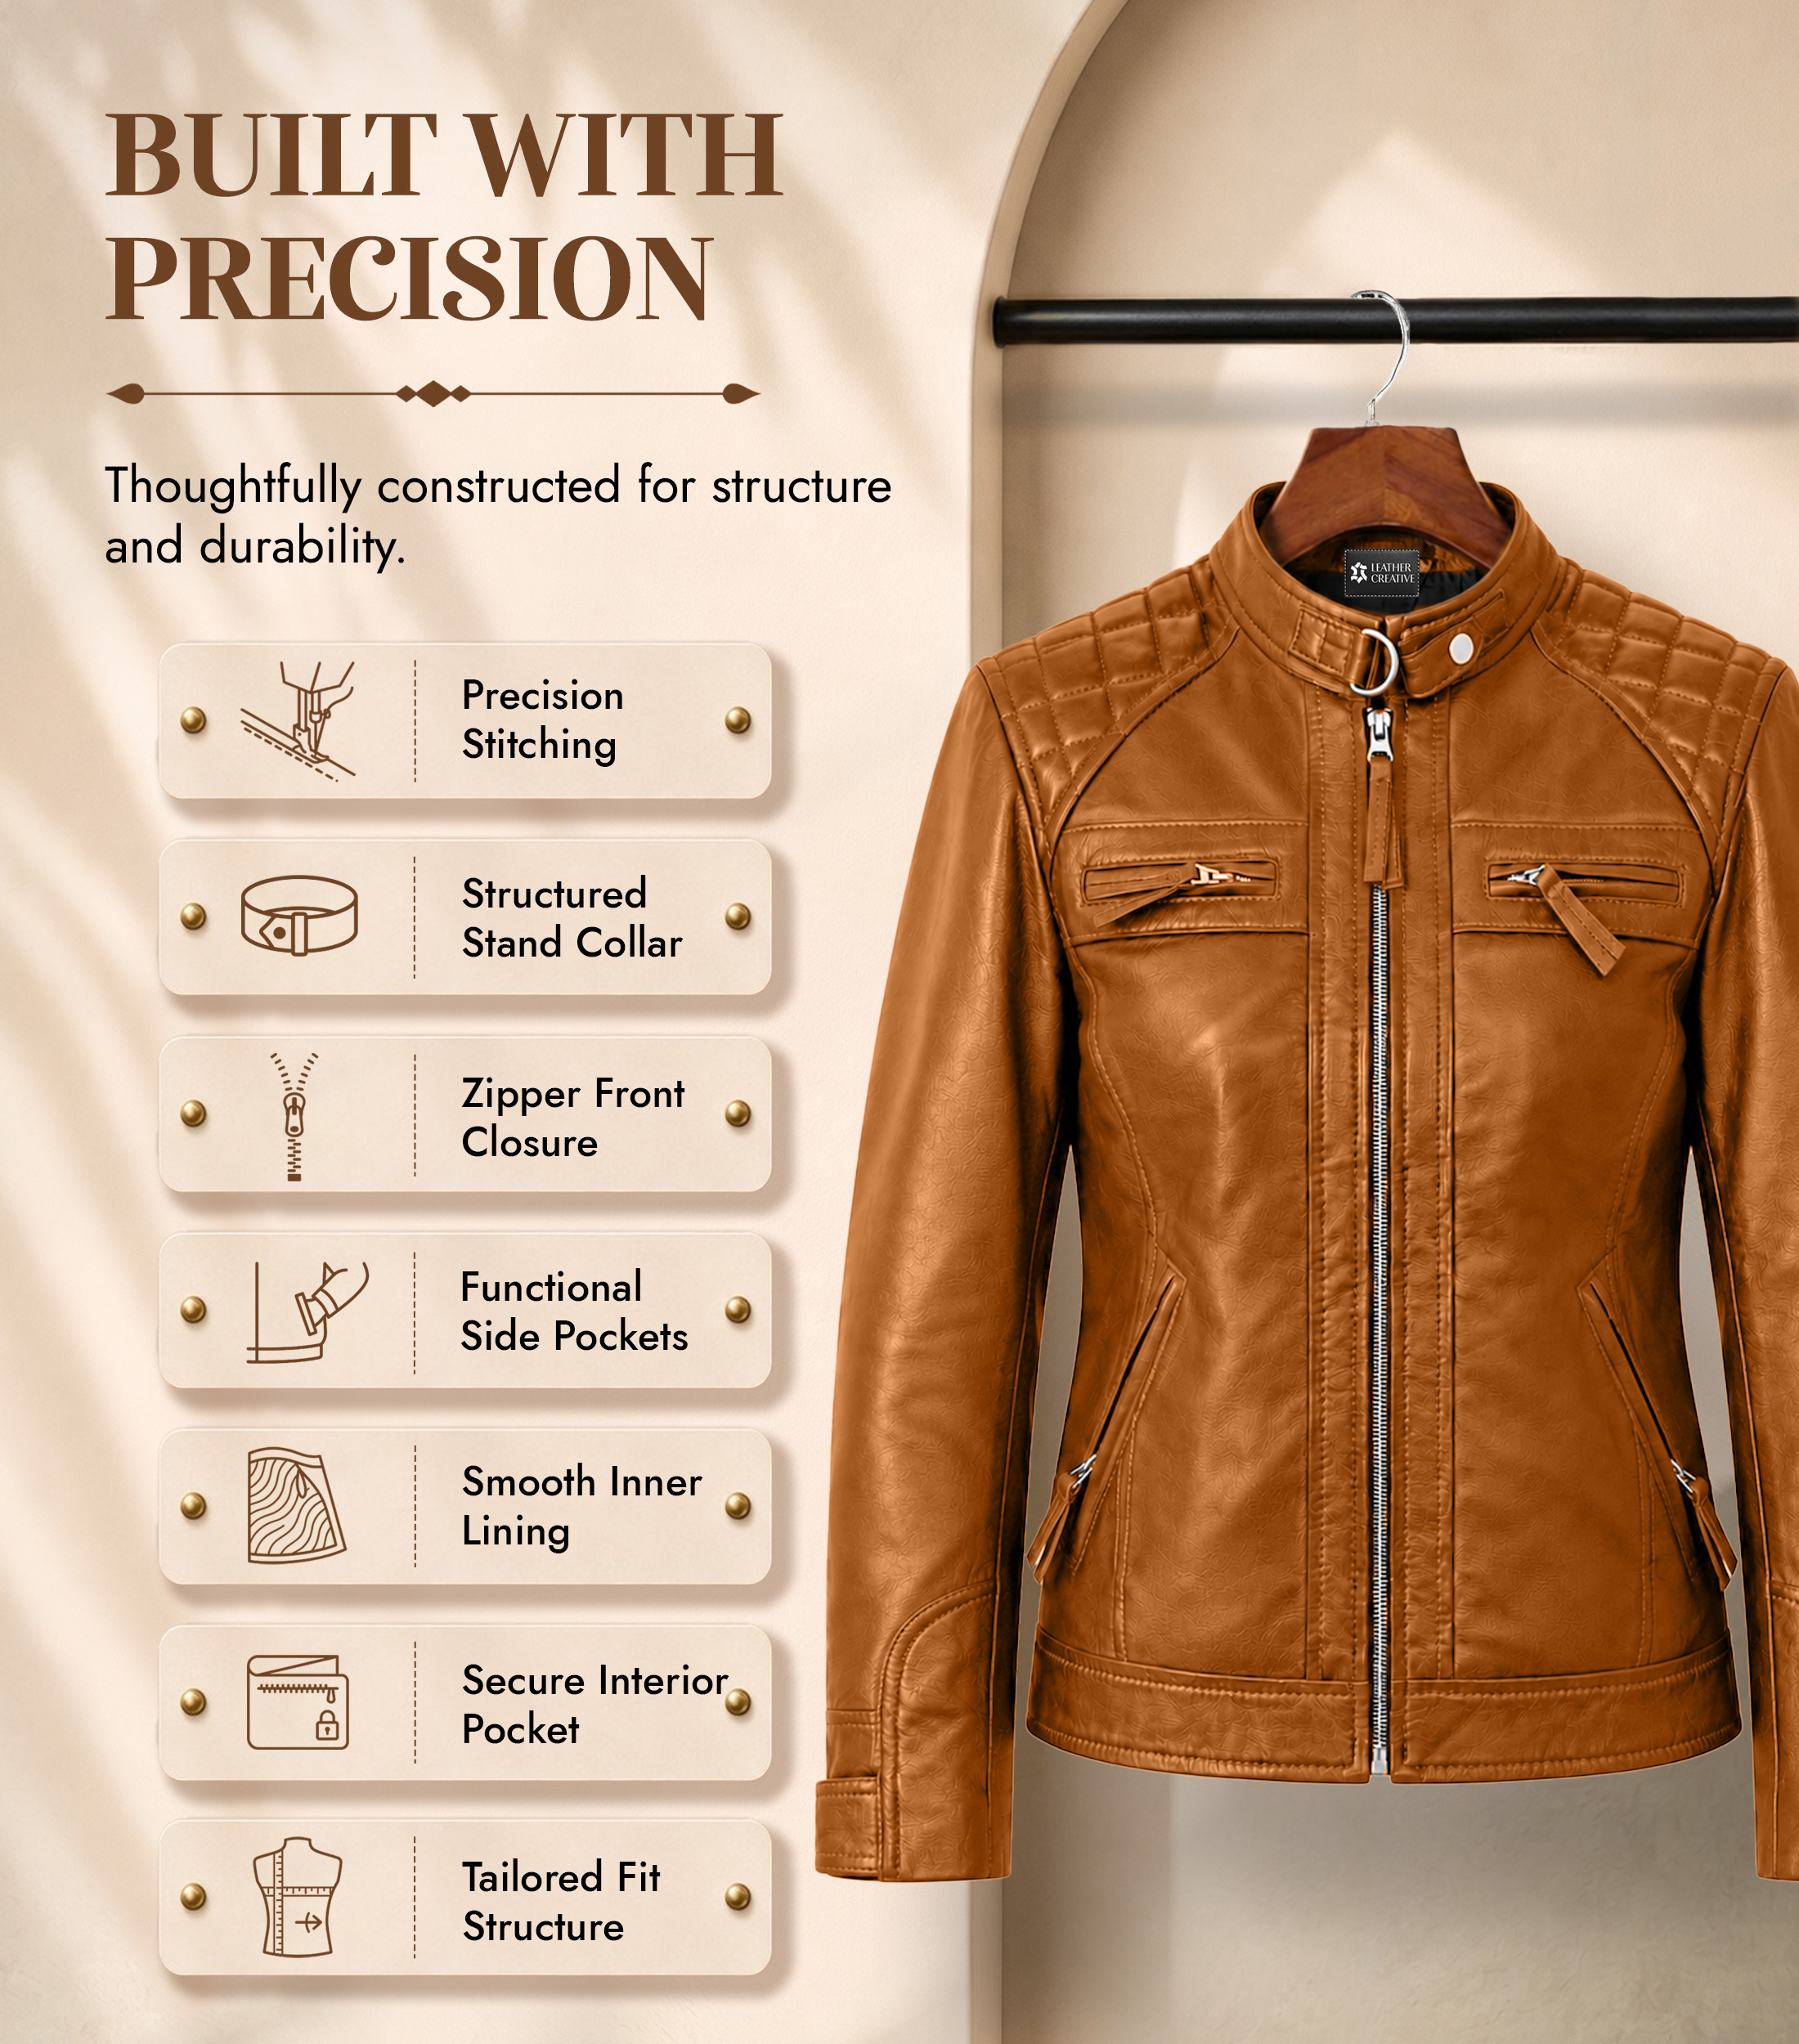 BUILT WITH
PRECISION
Thoughtfully constructed for structure
and durability.
Precision
Stitching
Structured
Stand Collar
Zipper Front
Closure
Functional
Side Pockets
Smooth Inner
Lining
Secure Interior
Pocket
Tailored Fit
Structure
LEATHER
CREATIVE